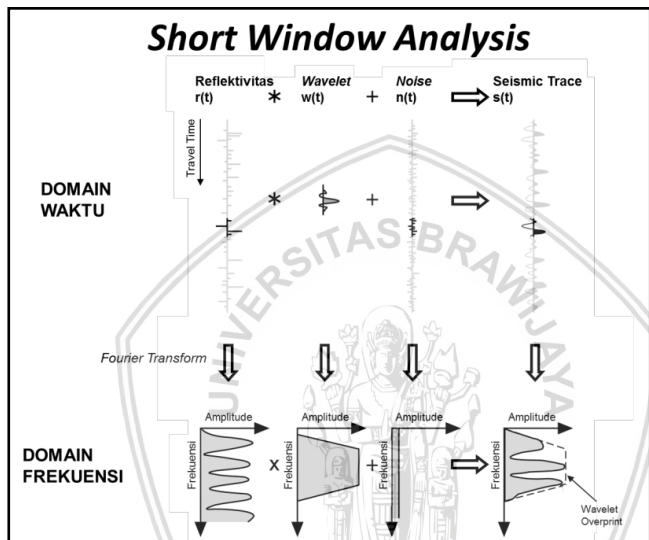 Short Window Analysis
Reflektivitas Wavelet Noise Seismic Trace
r(t) * w(t) + n(t) s(t)
Travel Time
DOMAIN
WAKTU
* +
UNIVERSITAS BRAWIJAYA
Fourier Transform
Amplitude Amplitude Amplitude Amplitude
DOMAIN
FREKUENSI
Frekuensi x Frekuensi + Frekuensi Frekuensi
Wavelet
Overprint